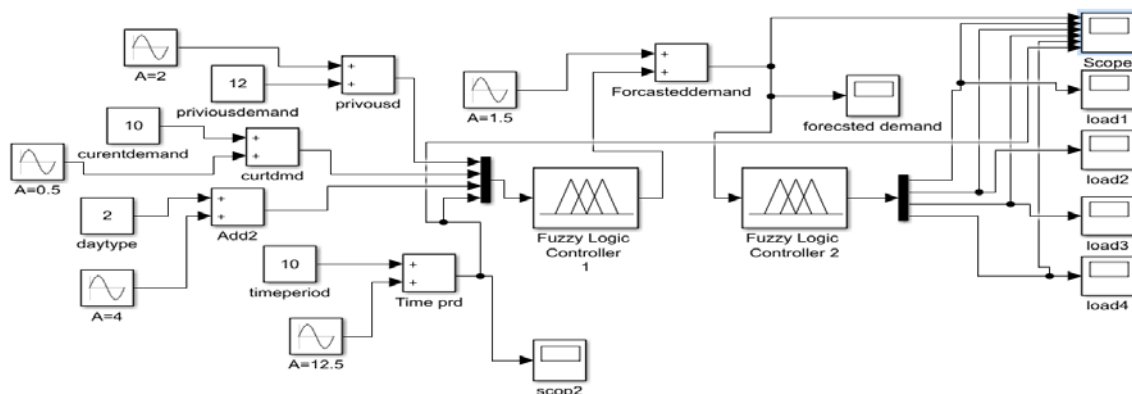 A=2
12
priviousdemand
privousd
10
curentdemand
curtdmd
A=0.5
2
daytype
Add2
A=4
10
timeperiod
Time prd
A=12.5
scop2
A=1.5
Forcasteddemand
forecsted demand
Fuzzy Logic
Controller
1
Fuzzy Logic
Controller 2
Scope
load1
load2
load3
load4